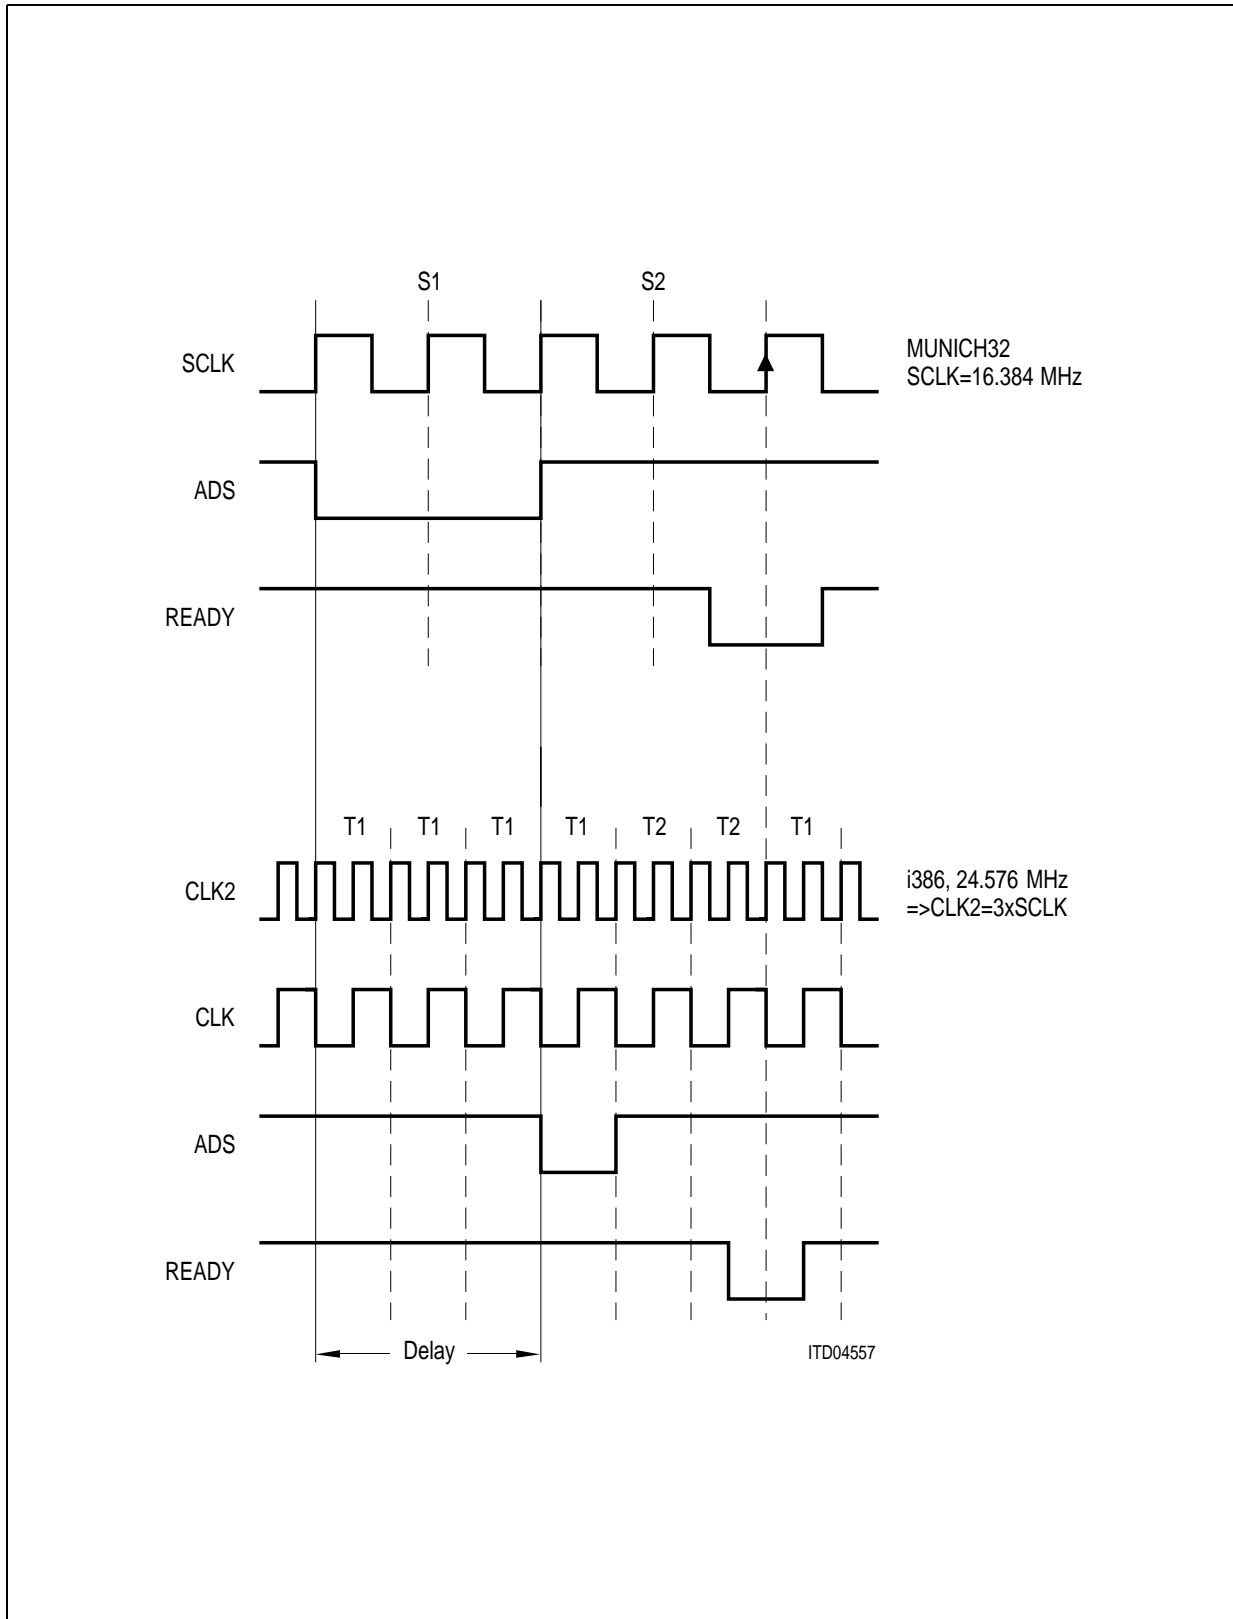 S1 S2
SCLK
MUNICH32
SCLK=16.384 MHz
ADS
READY
T1 T1 T1 T1 T2 T2 T1
CLK2
i386, 24.576 MHz
=>CLK2=3xSCLK
CLK
ADS
READY
Delay
ITD04557